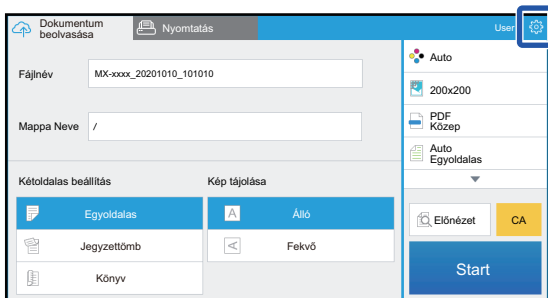 Dokumentum
beolvasása
Nyomtatás
User
Fájlnév
MX-xxxx_20201010_101010
Mappa Neve
/
Kétoldalas beállítás
Kép tájolása
Egyoldalas
Jegyzettömb
Könyv
A
Álló
A
Fekvő
Auto
200x200
PDF
Közep
Auto
Egyoldalas
Előnézet
CA
Start